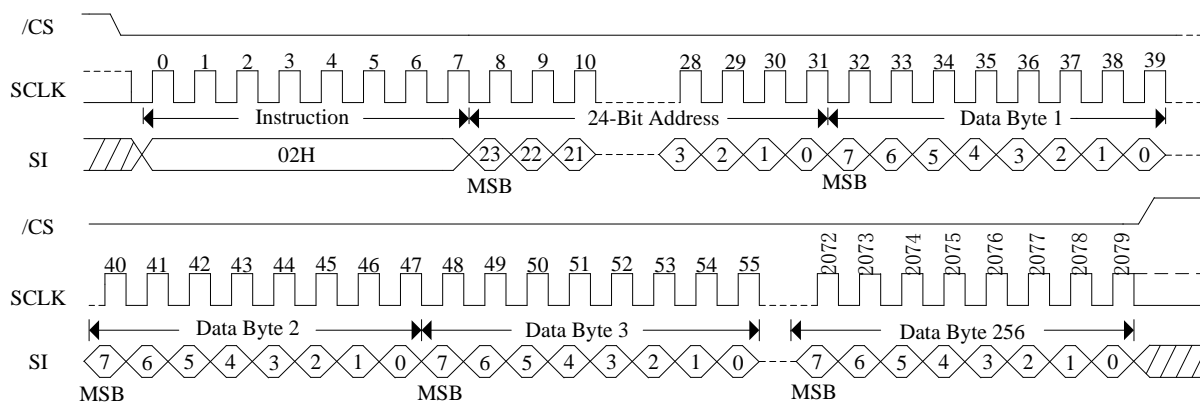 /CS
0 1 2 3 4 5 6 7 8 9 10 28 29 30 31 32 33 34 35 36 37 38 39
SCLK
Instruction 24-Bit Address Data Byte 1
SI 02H 23 22 21 3 2 1 0 7 6 5 4 3 2 1 0
MSB MSB
/CS
40 41 42 43 44 45 46 47 48 49 50 51 52 53 54 55 2072 2073 2074 2075 2076 2077 2078 2079
SCLK
Data Byte 2 Data Byte 3 Data Byte 256
SI 7 6 5 4 3 2 1 0 7 6 5 4 3 2 1 0 7 6 5 4 3 2 1 0
MSB MSB MSB